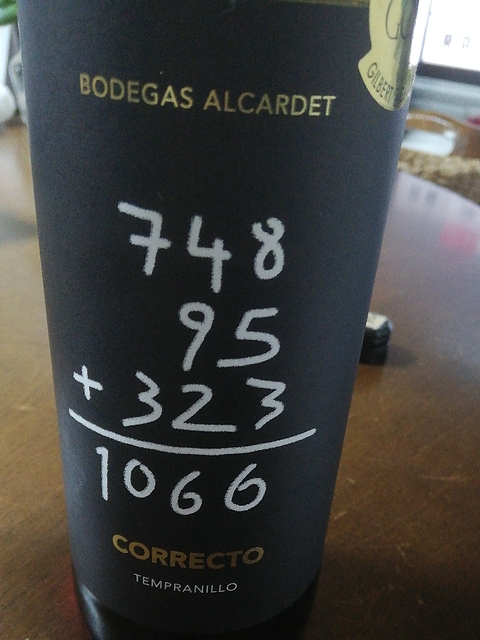 BODEGAS ALCARDET
748
95
+ 323
1066
CORRECTO
TEMPRANILLO